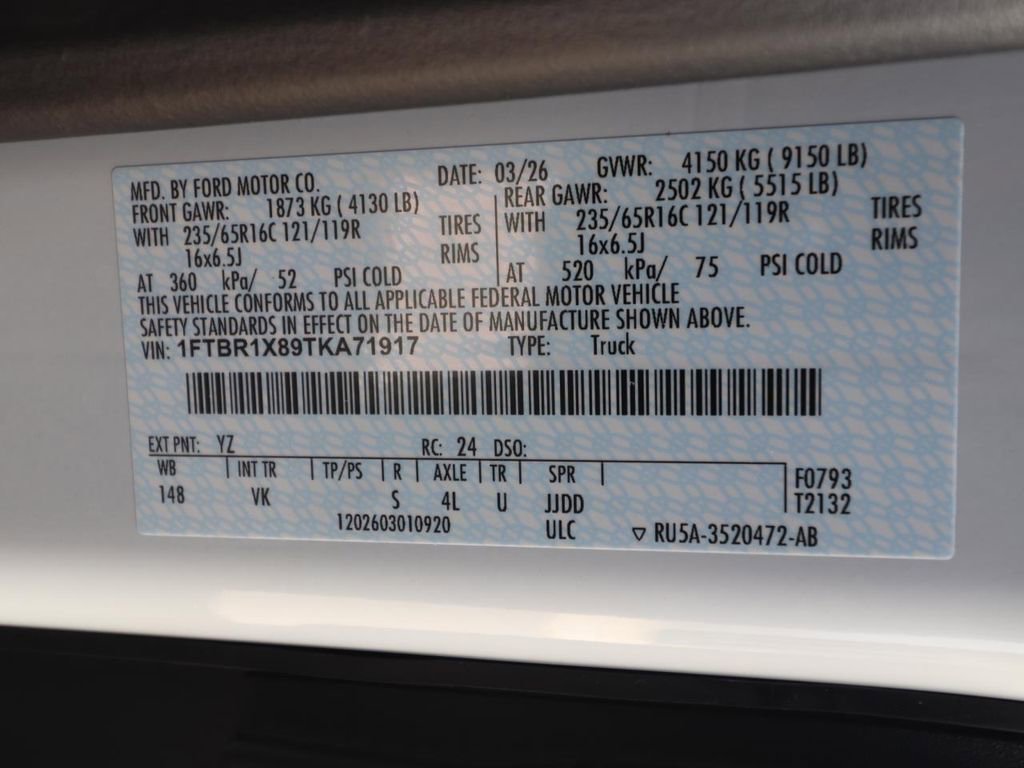 MFD. BY FORD MOTOR CO. DATE: 03/26 GVWR: 4150 KG ( 9150 LB)
FRONT GAWR: 1873 KG ( 4130 LB) REAR GAWR: 2502 KG ( 5515 LB)
WITH 235/65R16C 121/119R TIRES WITH 235/65R16C 121/119R TIRES
16x6.5J RIMS 16x6.5J RIMS
AT 360 kPa/ 52 PSI COLD AT 520 kPa/ 75 PSI COLD
THIS VEHICLE CONFORMS TO ALL APPLICABLE FEDERAL MOTOR VEHICLE
SAFETY STANDARDS IN EFFECT ON THE DATE OF MANUFACTURE SHOWN ABOVE.
VIN: 1FTBR1X89TKA71917 TYPE: Truck
EXT PNT: YZ RC: 24 DSO:
WB INT TR TP/PS R AXLE TR SPR F0793
148 VK S 4L U JJDD T2132
1202603010920 ULC ▽ RU5A-3520472-AB